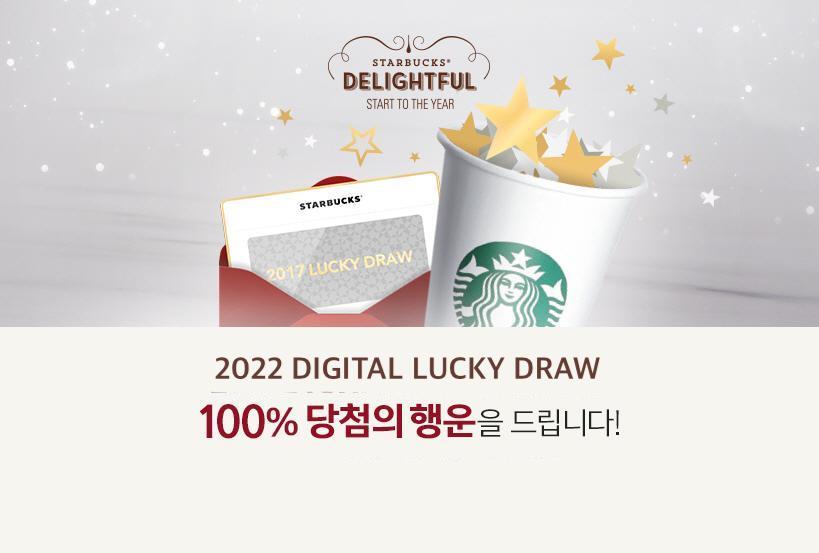 STARBUCKS®
DELIGHTFUL
START TO THE YEAR
STARBUCKS®
2017 LUCKY DRAW
2022 DIGITAL LUCKY DRAW
100% 당첨의 행운을 드립니다!